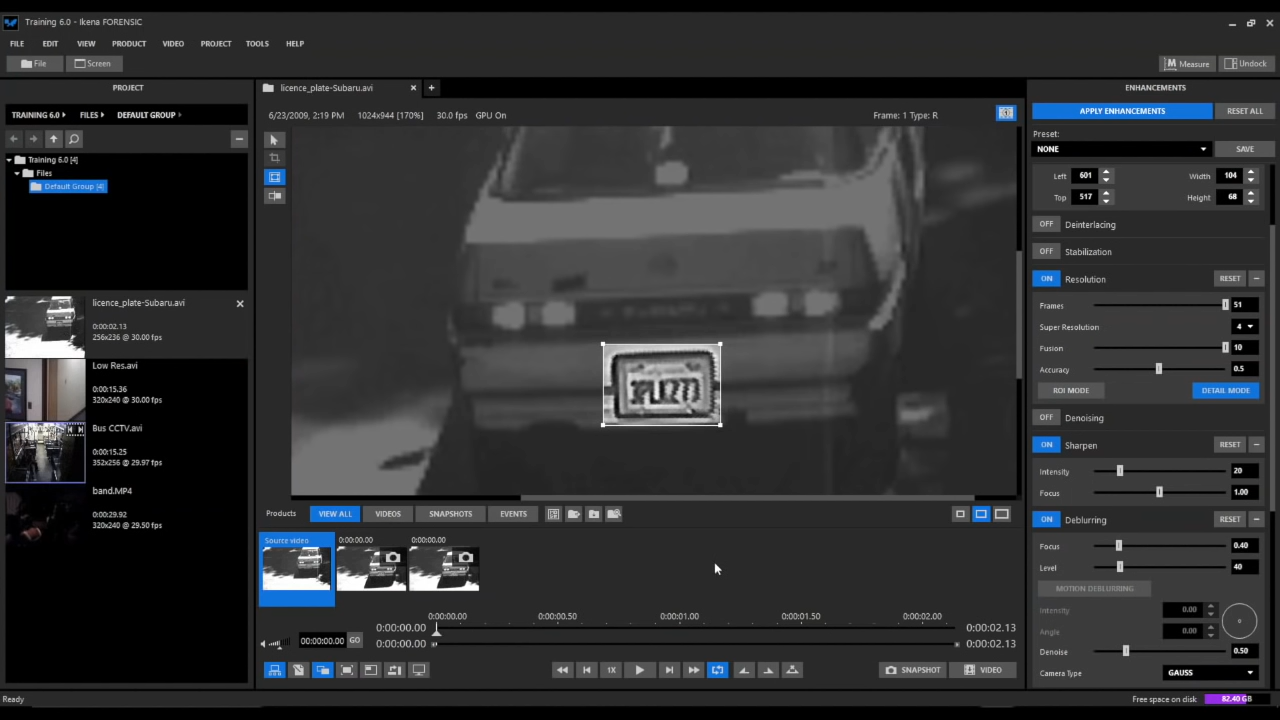 Training 6.0 - Ikena FORENSIC
FILE EDIT VIEW PRODUCT VIDEO PROJECT TOOLS HELP
File Screen Measure Undock
PROJECT
TRAINING 6.0 FILES DEFAULT GROUP
Training 6.0 [4]
Files
Default Group [4]
licence_plate-Subaru.avi
0:00:02.13
256x236 @ 30.00 fps
Low Res.avi
0:00:15.36
320x240 @ 30.00 fps
Bus CCTV.avi
0:00:15.25
352x256 @ 29.97 fps
band.MP4
0:00:29.92
320x240 @ 29.50 fps
licence_plate-Subaru.avi
6/23/2009, 2:19 PM 1024x944 [170%] 30.0 fps GPU On Frame: 1 Type: R
Products VIEW ALL VIDEOS SNAPSHOTS EVENTS
Source video 0:00:00.00 0:00:00.00
0:00:00.00 0:00:00.50 0:00:01.00 0:00:01.50 0:00:02.00
0:00:00.00 0:00:02.13
00:00:00.00 GO 0:00:00.00 0:00:02.13
1X SNAPSHOT VIDEO
ENHANCEMENTS
APPLY ENHANCEMENTS RESET ALL
Preset:
NONE SAVE
Left 601 Width 104
Top 517 Height 68
OFF Deinterlacing
OFF Stabilization
ON Resolution RESET
Frames 51
Super Resolution 4
Fusion 10
Accuracy 0.5
ROI MODE DETAIL MODE
OFF Denoising
ON Sharpen RESET
Intensity 20
Focus 1.00
ON Deblurring RESET
Focus 0.40
Level 40
MOTION DEBLURRING
Intensity 0.00
Angle 0.00
Denoise 0.50
Camera Type GAUSS
Ready Free space on disk 82.40 GB